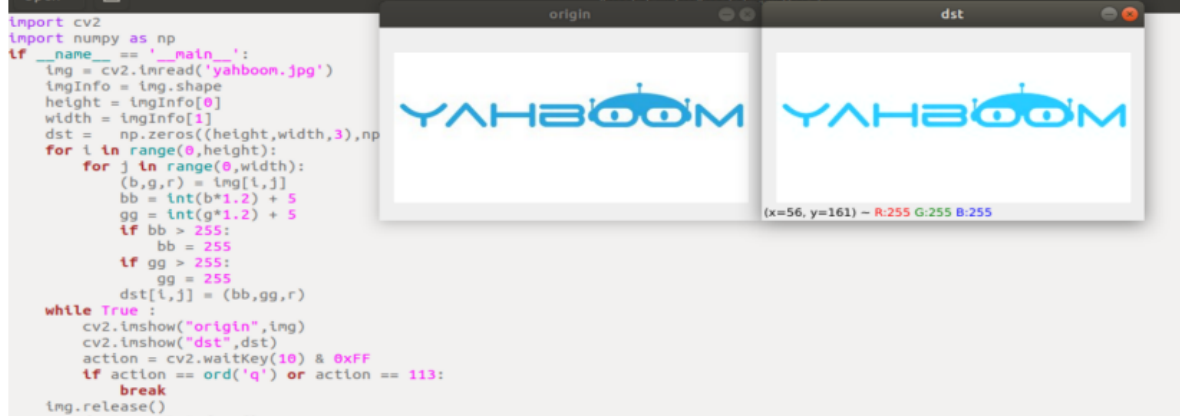 import cv2
import numpy as np
if __name__ == '__main__':
    img = cv2.imread('yahboom.jpg')
    imgInfo = img.shape
    height = imgInfo[0]
    width = imgInfo[1]
    dst =   np.zeros((height,width,3),np
    for i in range(0,height):
        for j in range(0,width):
            (b,g,r) = img[i,j]
            bb = int(b*1.2) + 5
            gg = int(g*1.2) + 5
            if bb > 255:
                bb = 255
            if gg > 255:
                gg = 255
            dst[i,j] = (bb,gg,r)
    while True :
        cv2.imshow("origin",img)
        cv2.imshow("dst",dst)
        action = cv2.waitKey(10) & 0xFF
        if action == ord('q') or action == 113:
            break
    img.release()
origin
YAHBOOM
dst
YAHBOOM
(x=56, y=161) ~ R:255 G:255 B:255